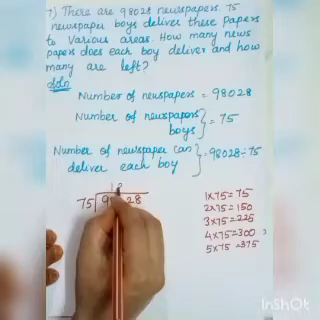 7) There are 98028 newspapers. 75
newspaper boys deliver these papers
to various areas. How many news
papers does each boy deliver and how
many are left?
Soln
Number of newspapers = 98028
Number of newspapers
boys } = 75
Number of newspaper can
deliver each boy } = 98028÷75
75 9 28
1×75=75
2×75=150
3×75=225
4×75=300
5×75=375
InShOt